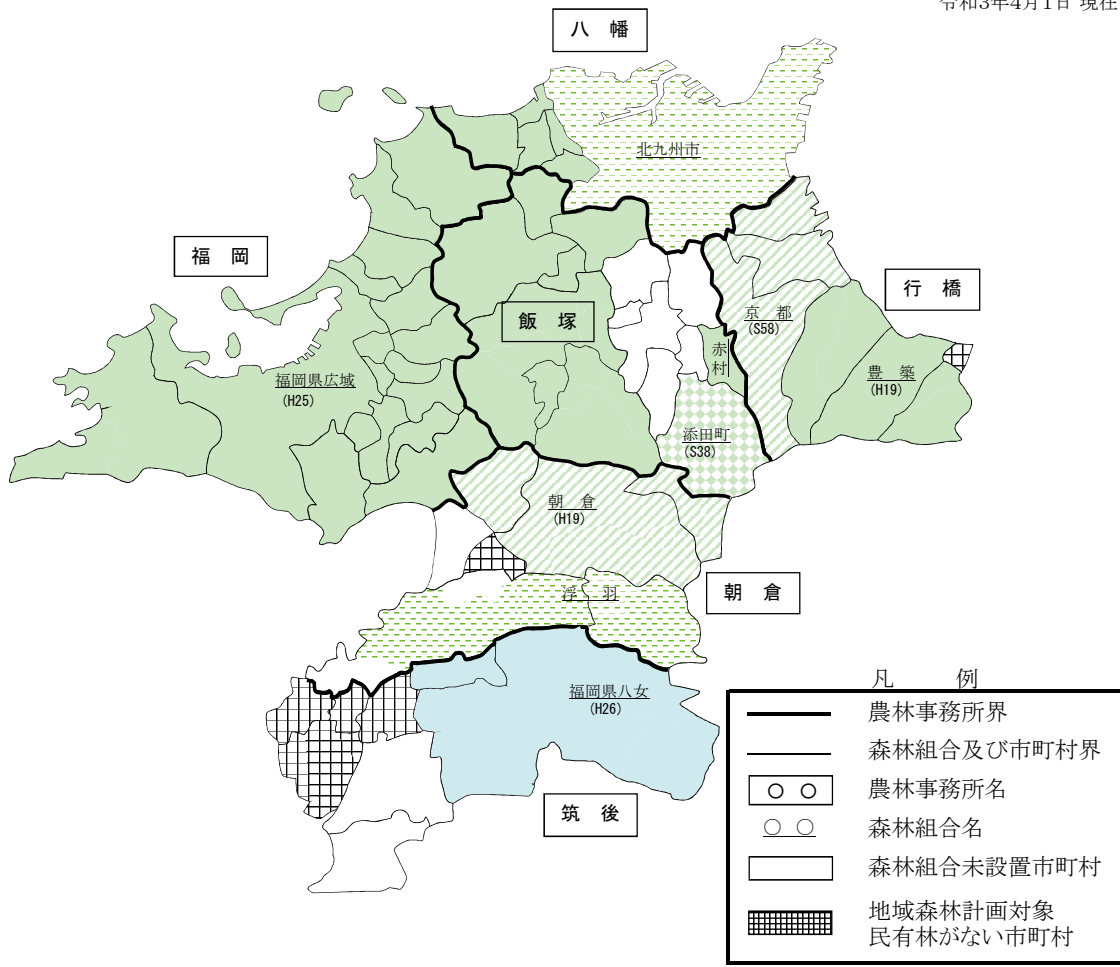 令和3年4月1日 現在
八 幡
北九州市
福 岡
行 橋
京 都
(S58)
飯 塚
赤村
豊 築
(H19)
福岡県広域
(H25)
添田町
(S38)
朝 倉
(H19)
朝 倉
浮 羽
福岡県八女
(H26)
筑 後
凡 例
農林事務所界
森林組合及び市町村界
○ ○ 農林事務所名
○ ○ 森林組合名
森林組合未設置市町村
地域森林計画対象
民有林がない市町村